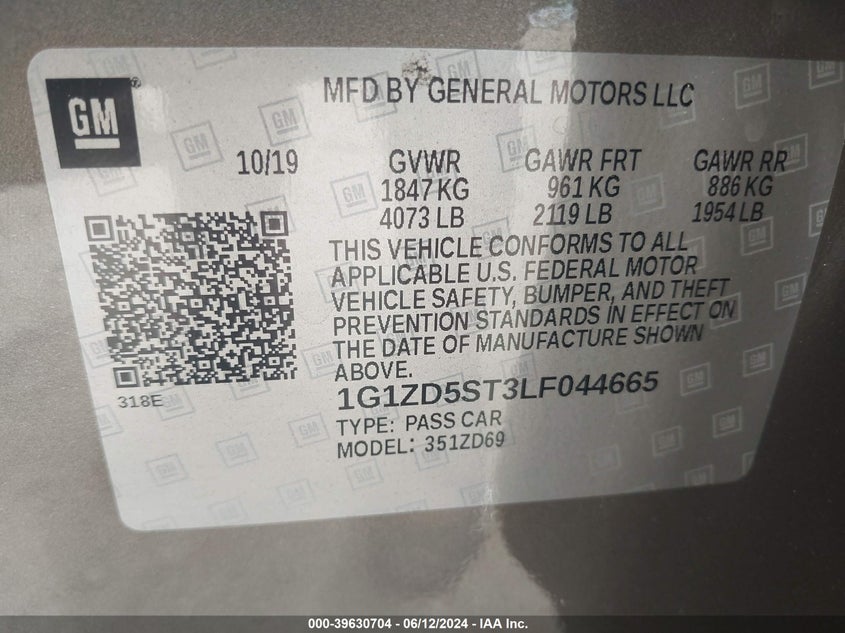 GM
MFD BY GENERAL MOTORS LLC
10/19 GVWR GAWR FRT GAWR RR
1847 KG 961 KG 886 KG
4073 LB 2119 LB 1954 LB
THIS VEHICLE CONFORMS TO ALL
APPLICABLE U.S. FEDERAL MOTOR
VEHICLE SAFETY, BUMPER, AND THEFT
PREVENTION STANDARDS IN EFFECT ON
THE DATE OF MANUFACTURE SHOWN
ABOVE.
318E
1G1ZD5ST3LF044665
TYPE: PASS CAR
MODEL: 351ZD69
000-39630704 - 06/12/2024 - IAA Inc.